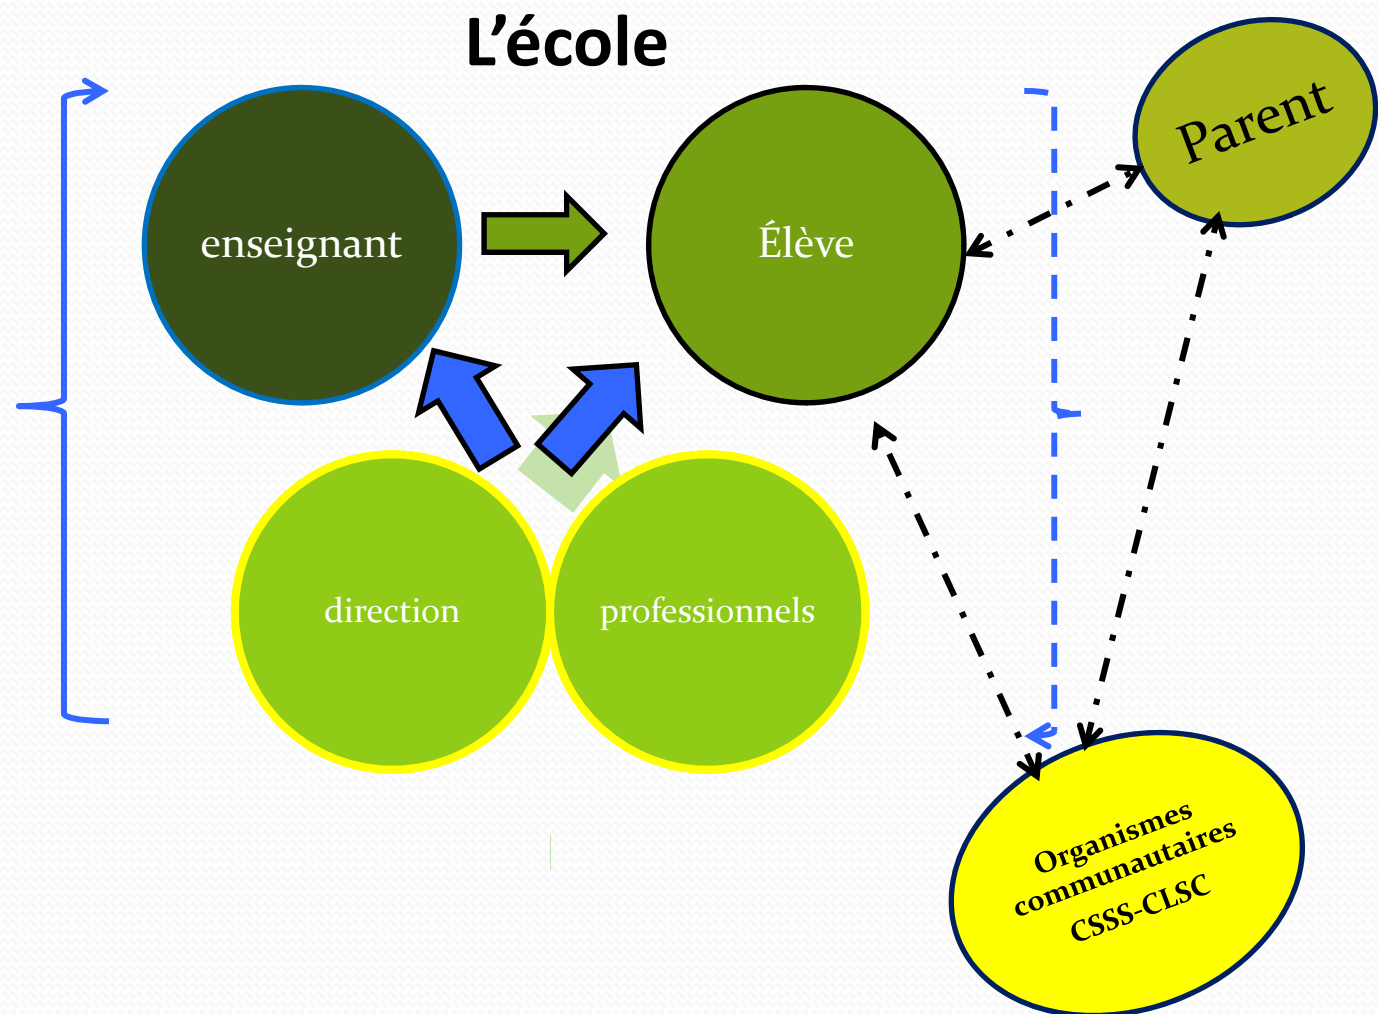 L’école
Parent
enseignant
Élève
direction
professionnels
Organismes
communautaires
CSSS-CLSC